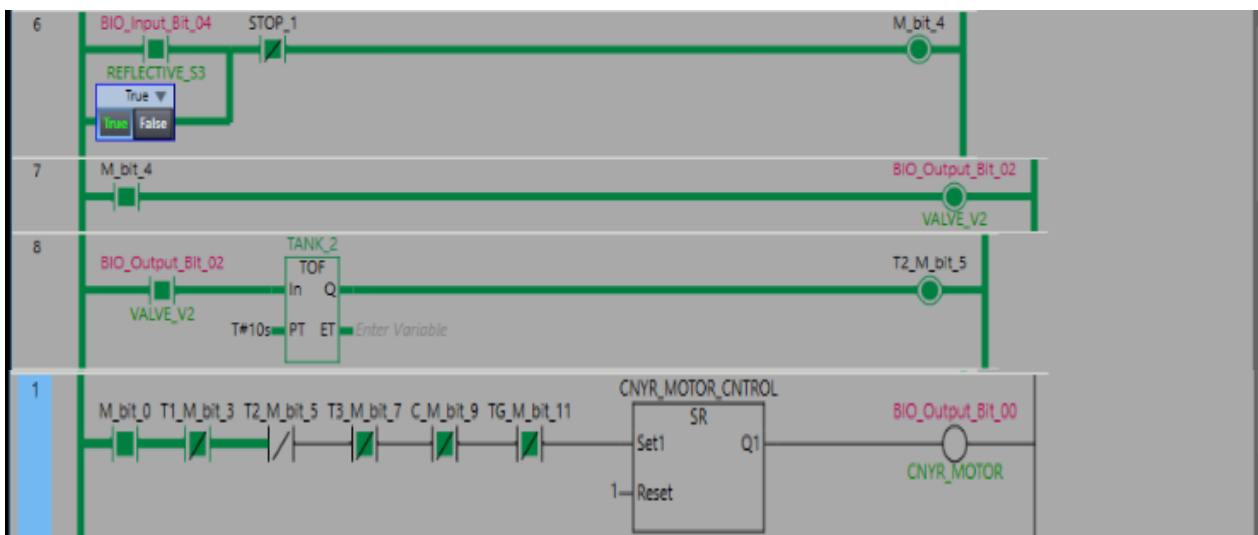 6 BIO_Input_Bit_04 STOP_1 M_bit_4
REFLECTIVE_S3
True ▼
True False
7 M_bit_4 BIO_Output_Bit_02
VALVE_V2
8 TANK_2
BIO_Output_Bit_02 TOF T2_M_bit_5
In Q
VALVE_V2
T#10s PT ET Enter Variable
1 CNYR_MOTOR_CNTROL
M_bit_0 T1_M_bit_3 T2_M_bit_5 T3_M_bit_7 C_M_bit_9 TG_M_bit_11 SR BIO_Output_Bit_00
Set1 Q1
CNYR_MOTOR
1 Reset